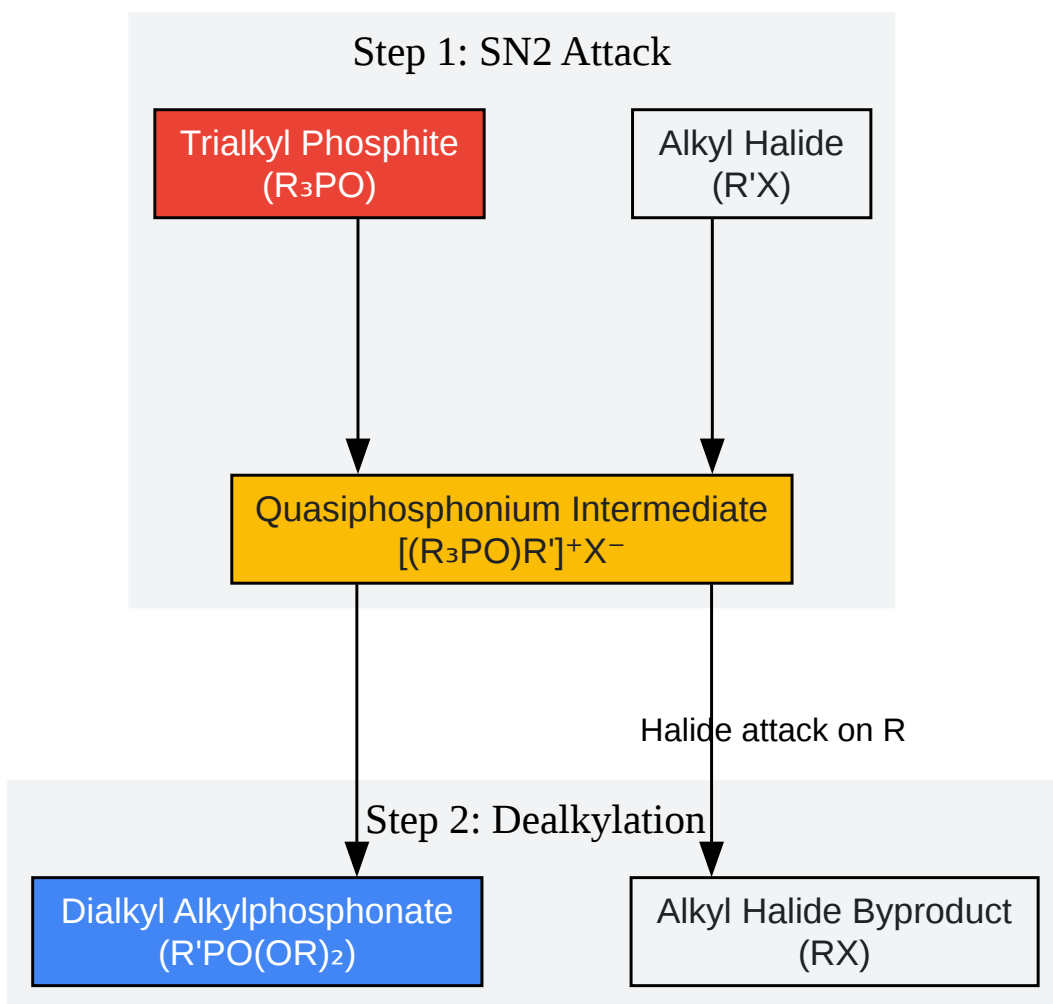 Step 1: SN2 Attack
Trialkyl Phosphite
(R₃PO)
Alkyl Halide
(R'X)
Quasiphosphonium Intermediate
[(R₃PO)R']⁺X⁻
Halide attack on R
Step 2: Dealkylation
Dialkyl Alkylphosphonate
(R'PO(OR)₂)
Alkyl Halide Byproduct
(RX)